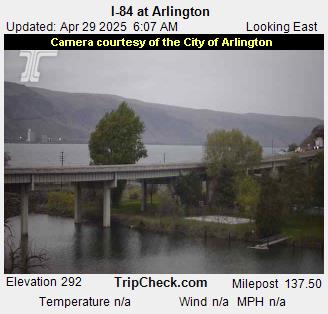 I-84 at Arlington
Updated: Apr 29 2025 6:07 AM Looking East
Camera courtesy of the City of Arlington
Elevation 292 TripCheck.com Milepost 137.50
Temperature n/a Wind n/a MPH n/a